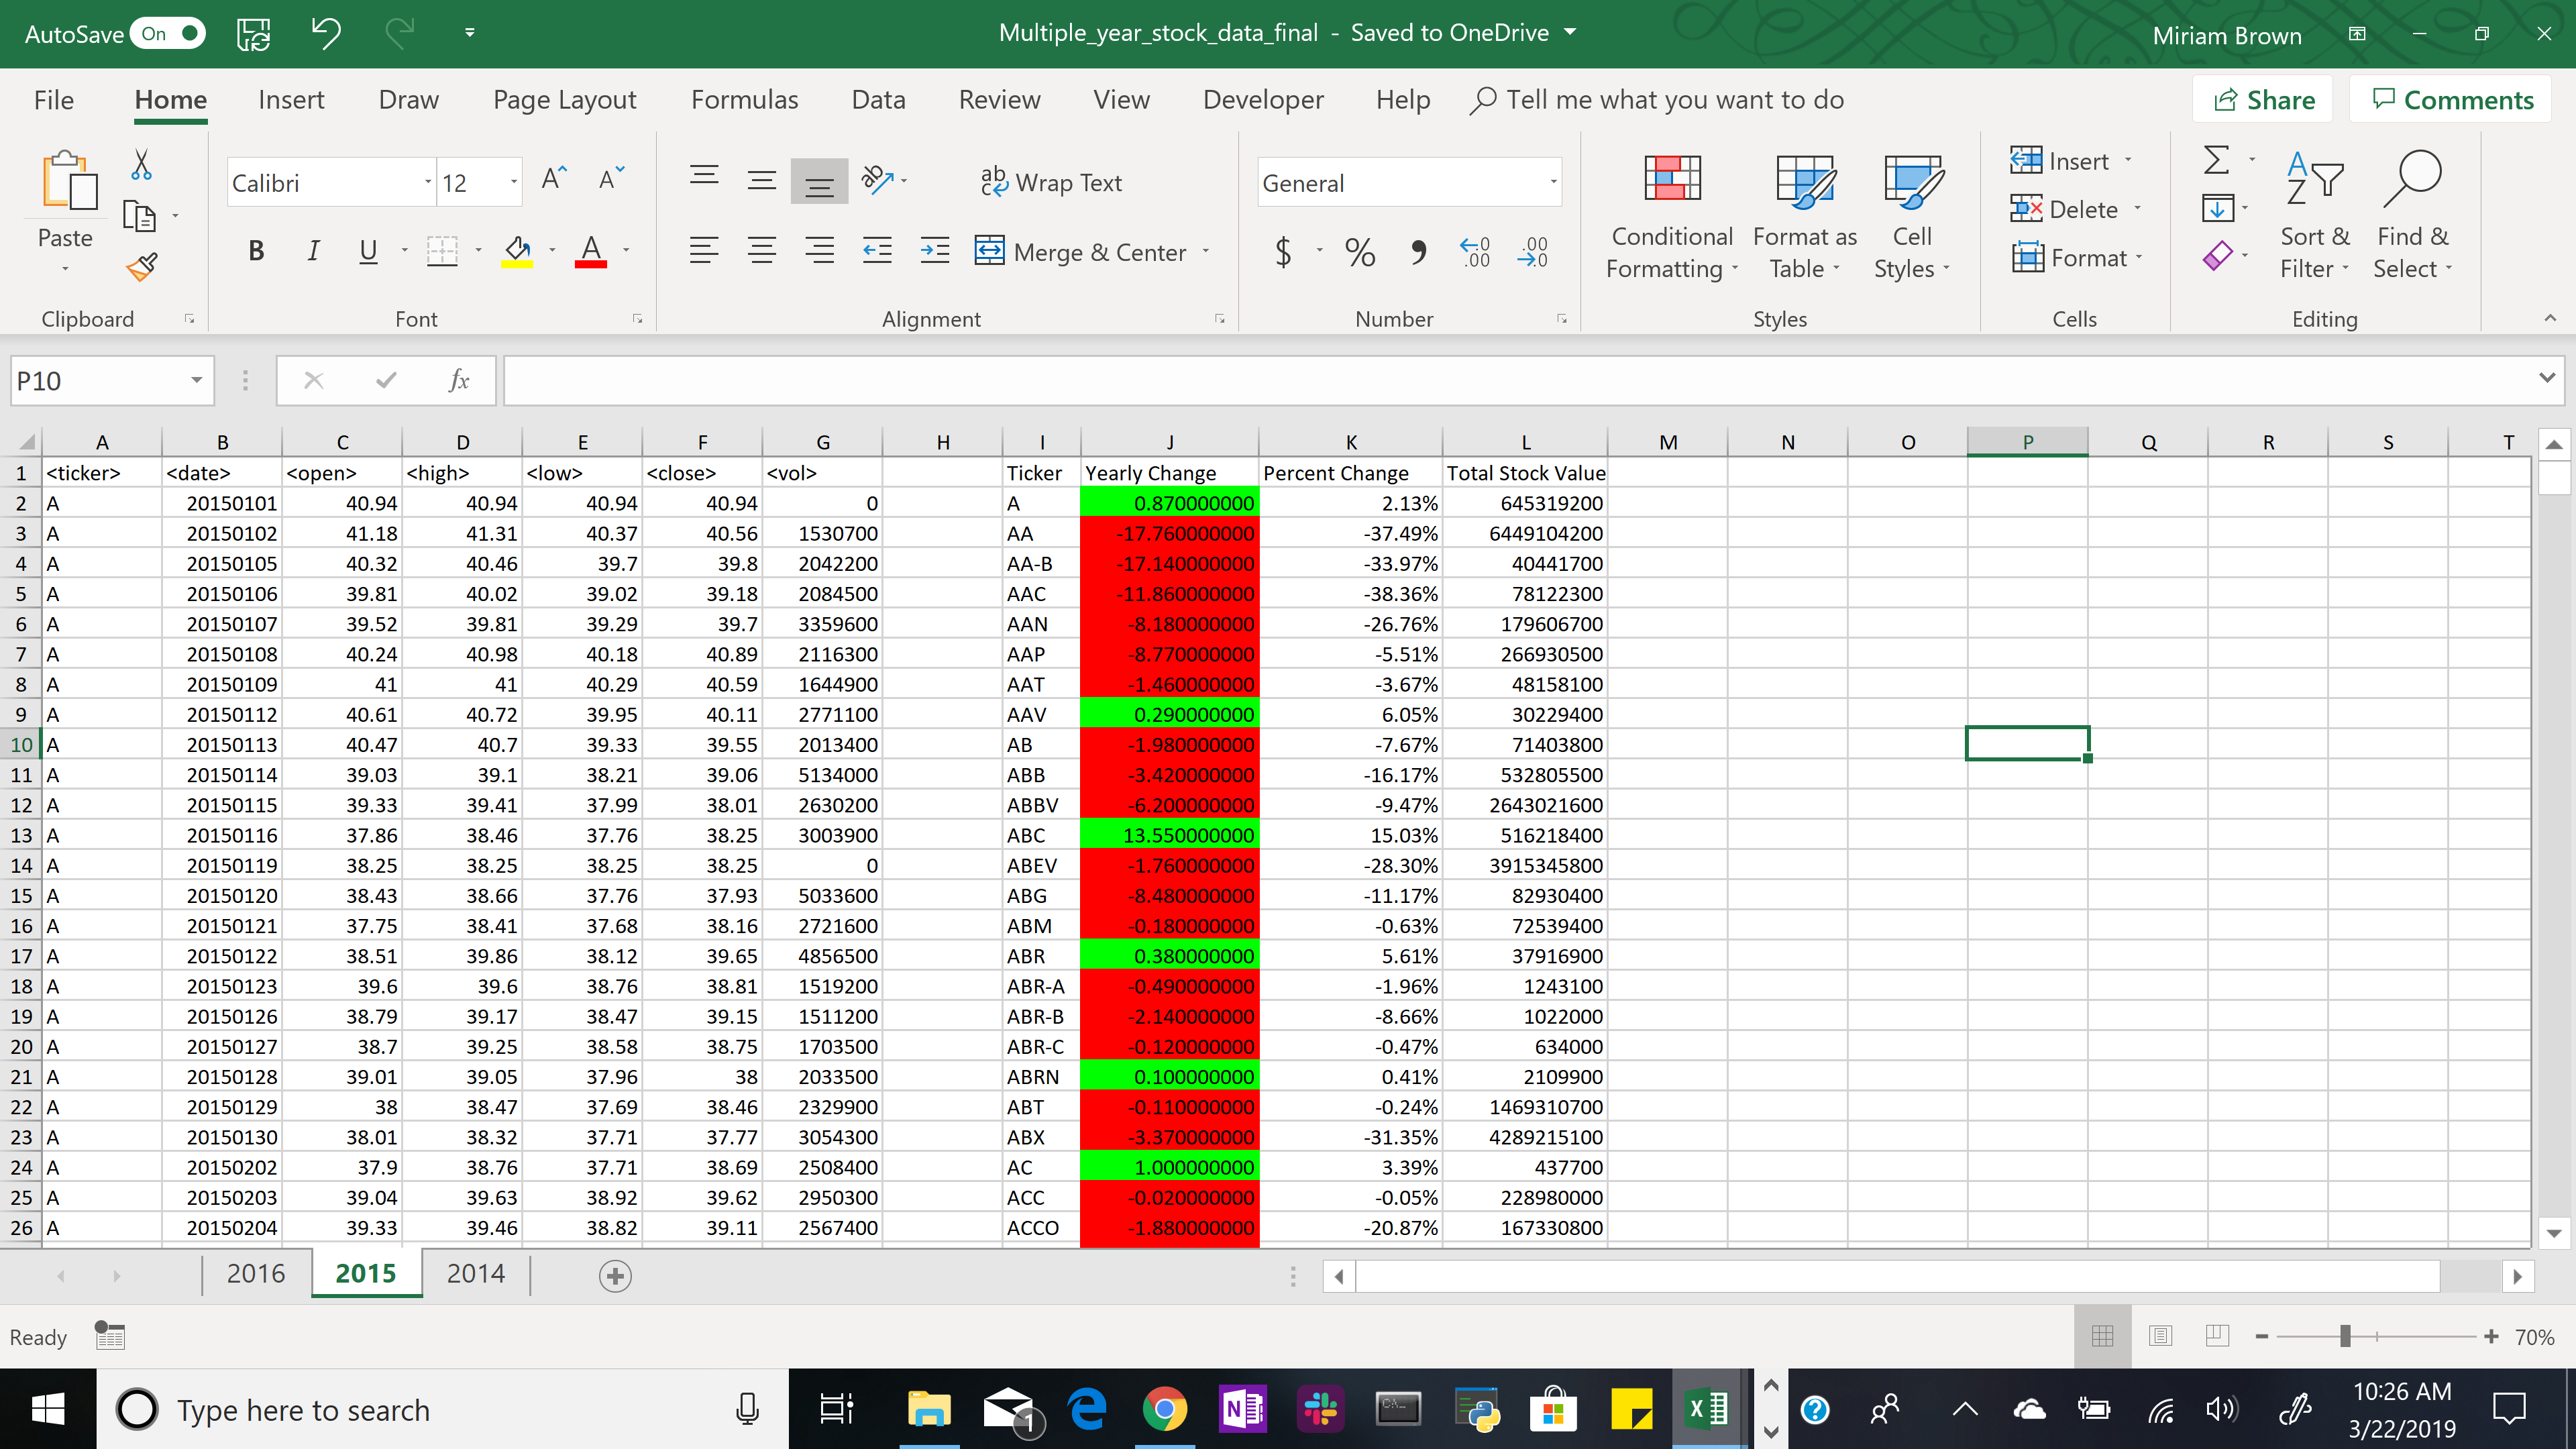 AutoSave On Multiple_year_stock_data_final - Saved to OneDrive Miriam Brown
File Home Insert Draw Page Layout Formulas Data Review View Developer Help Tell me what you want to do Share Comments
Paste
Calibri 12
B I U A
Wrap Text
Merge & Center
General
$ % , .0 .00 .00 .0
Conditional Formatting
Format as Table
Cell Styles
Insert
Delete
Format
Sort & Filter
Find & Select
Clipboard Font Alignment Number Styles Cells Editing
P10 fx
A B C D E F G H I J K L M N O P Q R S T
1 <ticker> <date> <open> <high> <low> <close> <vol> Ticker Yearly Change Percent Change Total Stock Value
2 A 20150101 40.94 40.94 40.94 40.94 0 A 0.870000000 2.13% 645319200
3 A 20150102 41.18 41.31 40.37 40.56 1530700 AA -17.760000000 -37.49% 6449104200
4 A 20150105 40.32 40.46 39.7 39.8 2042200 AA-B -17.140000000 -33.97% 40441700
5 A 20150106 39.81 40.02 39.02 39.18 2084500 AAC -11.860000000 -38.36% 78122300
6 A 20150107 39.52 39.81 39.29 39.7 3359600 AAN -8.180000000 -26.76% 179606700
7 A 20150108 40.24 40.98 40.18 40.89 2116300 AAP -8.770000000 -5.51% 266930500
8 A 20150109 41 41 40.29 40.59 1644900 AAT -1.460000000 -3.67% 48158100
9 A 20150112 40.61 40.72 39.95 40.11 2771100 AAV 0.290000000 6.05% 30229400
10 A 20150113 40.47 40.7 39.33 39.55 2013400 AB -1.980000000 -7.67% 71403800
11 A 20150114 39.03 39.1 38.21 39.06 5134000 ABB -3.420000000 -16.17% 532805500
12 A 20150115 39.33 39.41 37.99 38.01 2630200 ABBV -6.200000000 -9.47% 2643021600
13 A 20150116 37.86 38.46 37.76 38.25 3003900 ABC 13.550000000 15.03% 516218400
14 A 20150119 38.25 38.25 38.25 38.25 0 ABEV -1.760000000 -28.30% 3915345800
15 A 20150120 38.43 38.66 37.76 37.93 5033600 ABG -8.480000000 -11.17% 82930400
16 A 20150121 37.75 38.41 37.68 38.16 2721600 ABM -0.180000000 -0.63% 72539400
17 A 20150122 38.51 39.86 38.12 39.65 4856500 ABR 0.380000000 5.61% 37916900
18 A 20150123 39.6 39.6 38.76 38.81 1519200 ABR-A -0.490000000 -1.96% 1243100
19 A 20150126 38.79 39.17 38.47 39.15 1511200 ABR-B -2.140000000 -8.66% 1022000
20 A 20150127 38.7 39.25 38.58 38.75 1703500 ABR-C -0.120000000 -0.47% 634000
21 A 20150128 39.01 39.05 37.96 38 2033500 ABRN 0.100000000 0.41% 2109900
22 A 20150129 38 38.47 37.69 38.46 2329900 ABT -0.110000000 -0.24% 1469310700
23 A 20150130 38.01 38.32 37.71 37.77 3054300 ABX -3.370000000 -31.35% 4289215100
24 A 20150202 37.9 38.76 37.71 38.69 2508400 AC 1.000000000 3.39% 437700
25 A 20150203 39.04 39.63 38.92 39.62 2950300 ACC -0.020000000 -0.05% 228980000
26 A 20150204 39.33 39.46 38.82 39.11 2567400 ACCO -1.880000000 -20.87% 167330800
2016 2015 2014
Ready 70%
Type here to search 1 10:26 AM
3/22/2019